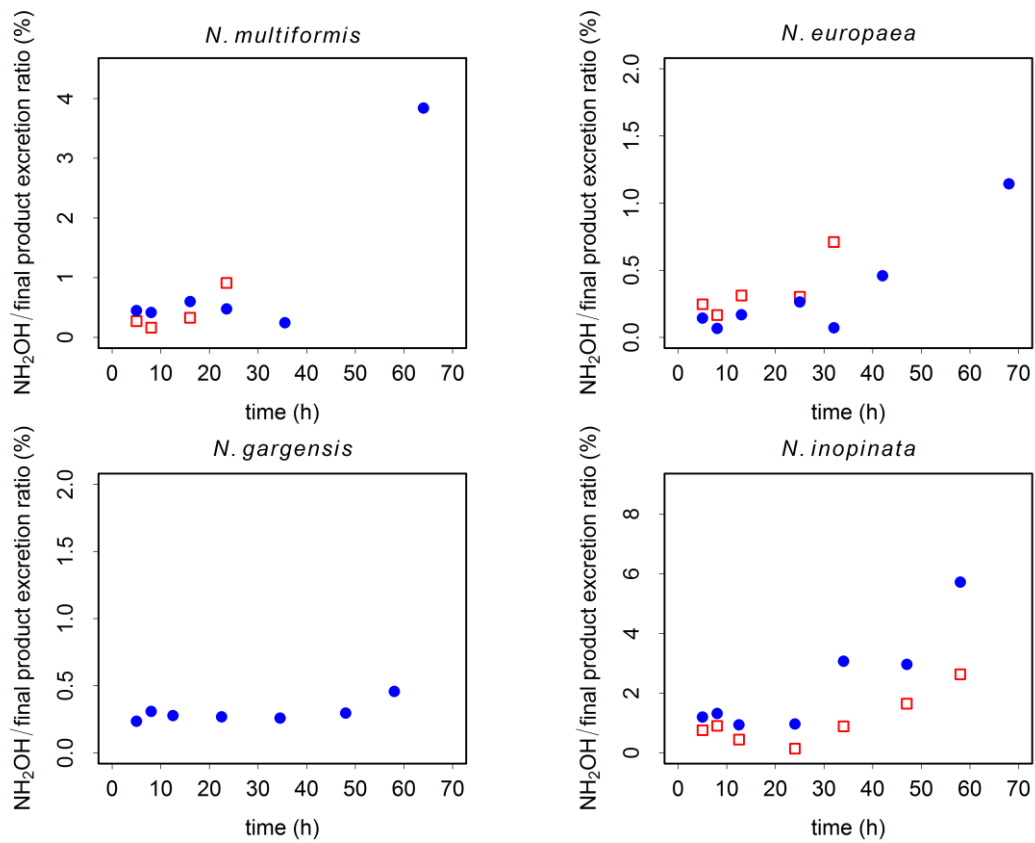 N. multiformis
NH₂OH/final product excretion ratio (%)
4
3
2
1
0
0 10 20 30 40 50 60 70
time (h)
N. europaea
NH₂OH/final product excretion ratio (%)
2.0
1.5
1.0
0.5
0.0
0 10 20 30 40 50 60 70
time (h)
N. gargensis
NH₂OH/final product excretion ratio (%)
2.0
1.5
1.0
0.5
0.0
0 10 20 30 40 50 60 70
time (h)
N. inopinata
NH₂OH/final product excretion ratio (%)
8
6
4
2
0
0 10 20 30 40 50 60 70
time (h)